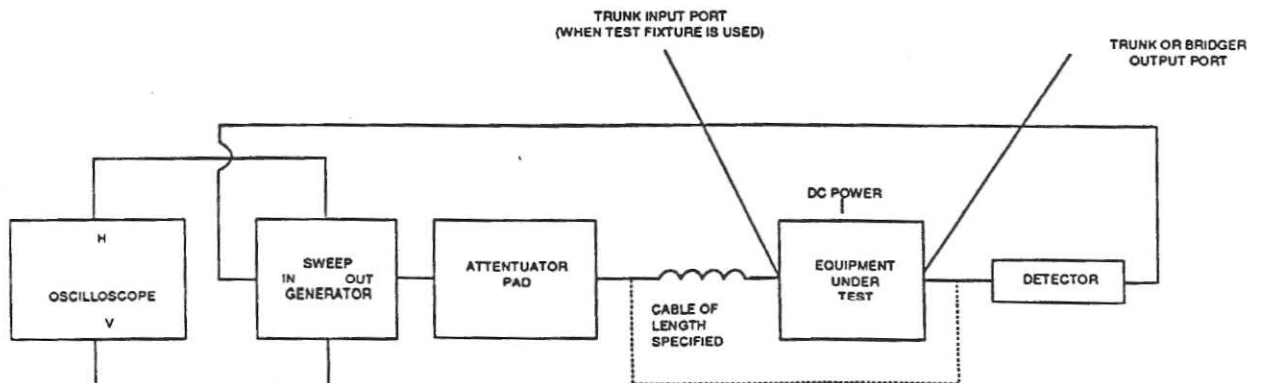 TRUNK INPUT PORT
(WHEN TEST FIXTURE IS USED)
TRUNK OR BRIDGER
OUTPUT PORT
DC POWER
H
OSCILLOSCOPE
V
SWEEP
IN OUT
GENERATOR
ATTENTUATOR
PAD
CABLE OF
LENGTH
SPECIFIED
EQUIPMENT
UNDER
TEST
DETECTOR